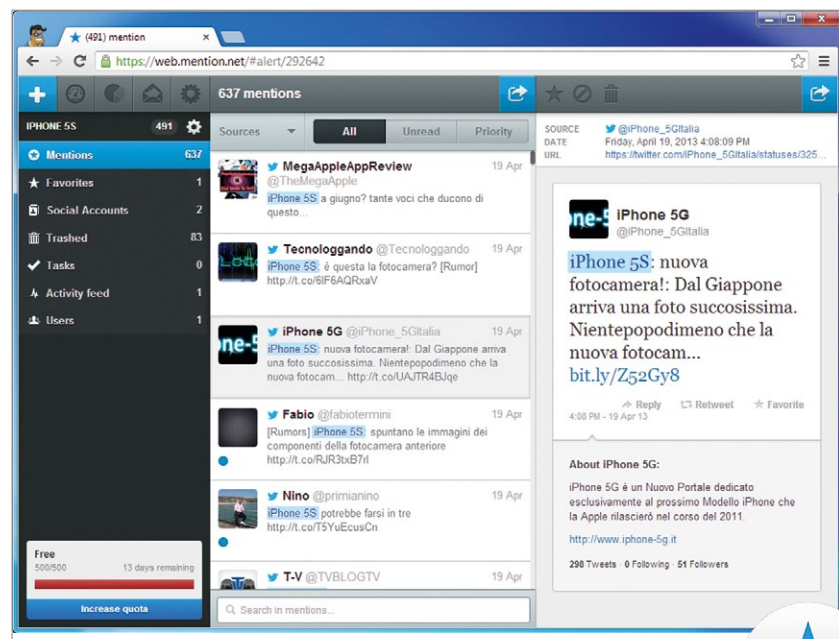 (491) mention
https://web.mention.net/#alert/292642
637 mentions
IPHONE 5S 491
Mentions 637
Favorites 1
Social Accounts 2
Trashed 83
Tasks 0
Activity feed 1
Users 1
Free
500/500 13 days remaining
Increase quota
Sources All Unread Priority
MegaAppleAppReview 19 Apr
@TheMegaApple
iPhone 5S a giugno? tante voci che ducono di
questo...
Tecnologgando @Tecnologgando 19 Apr
iPhone 5S: è questa la fotocamera? [Rumor]
http://t.co/6IF6AQRxaV
one-5
iPhone 5G @iPhone_5GItalia 19 Apr
iPhone 5S: nuova fotocamera!: Dal Giappone arriva
una foto succosissima. Nientepopodimeno che la
nuova fotocam... http://t.co/UAJTR4BJqe
Fabio @fabiotermini 19 Apr
[Rumors] iPhone 5S: spuntano le immagini dei
componenti della fotocamera anteriore
http://t.co/RJR3txB7rI
Nino @primianino 19 Apr
iPhone 5S potrebbe farsi in tre
http://t.co/T5YuEcusCn
T-V @TVBLOGTV 19 Apr
Search in mentions...
SOURCE @iPhone_5GItalia
DATE Friday, April 19, 2013 4:08:09 PM
URL https://twitter.com/iPhone_5GItalia/statuses/325...
one-5
iPhone 5G
@iPhone_5GItalia
iPhone 5S: nuova
fotocamera!: Dal Giappone
arriva una foto succosissima.
Nientepopodimeno che la
nuova fotocam...
bit.ly/Z52Gy8
Reply Retweet Favorite
4:08 PM - 19 Apr 13
About iPhone 5G:
iPhone 5G é un Nuovo Portale dedicato
esclusivamente al prossimo Modello iPhone che
la Apple rilascieró nel corso del 2011.
http://www.iphone-5g.it
298 Tweets · 0 Following · 51 Followers